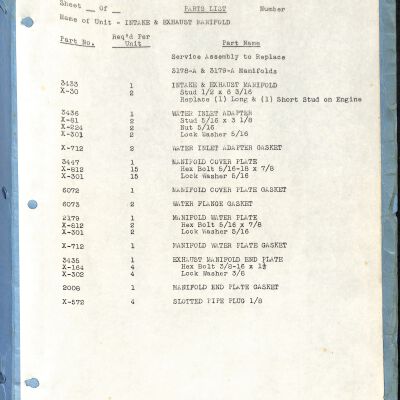 Sheet __ Of __ PARTS LIST Number
Name of Unit - INTAKE & EXHAUST MANIFOLD
Part No. Req'd Per Unit Part Name
Service Assembly to Replace
3178-A & 3179-A Manifolds
3433 1 INTAKE & EXHAUST MANIFOLD
X-30 2 Stud 1/2 x 6 3/16
Replace (1) Long & (1) Short Stud on Engine
3436 1 WATER INLET ADAPTER
X-61 2 Stud 5/16 x 3 1/8
X-224 2 Nut 5/16
X-301 2 Lock Washer 5/16
X-712 2 WATER INLET ADAPTER GASKET
3447 1 MANIFOLD COVER PLATE
X-812 15 Hex Bolt 5/16-18 x 7/8
X-301 15 Lock Washer 5/16
6072 1 MANIFOLD COVER PLATE GASKET
6073 2 WATER FLANGE GASKET
2179 1 MANIFOLD WATER PLATE
X-812 2 Hex Bolt 5/16 x 7/8
X-301 2 Lock Washer 5/16
X-712 1 MANIFOLD WATER PLATE GASKET
3435 1 EXHAUST MANIFOLD END PLATE
X-164 4 Hex Bolt 3/8-16 x 1¼
X-302 4 Lock Washer 3/8
2008 1 MANIFOLD END PLATE GASKET
X-572 4 SLOTTED PIPE PLUG 1/8